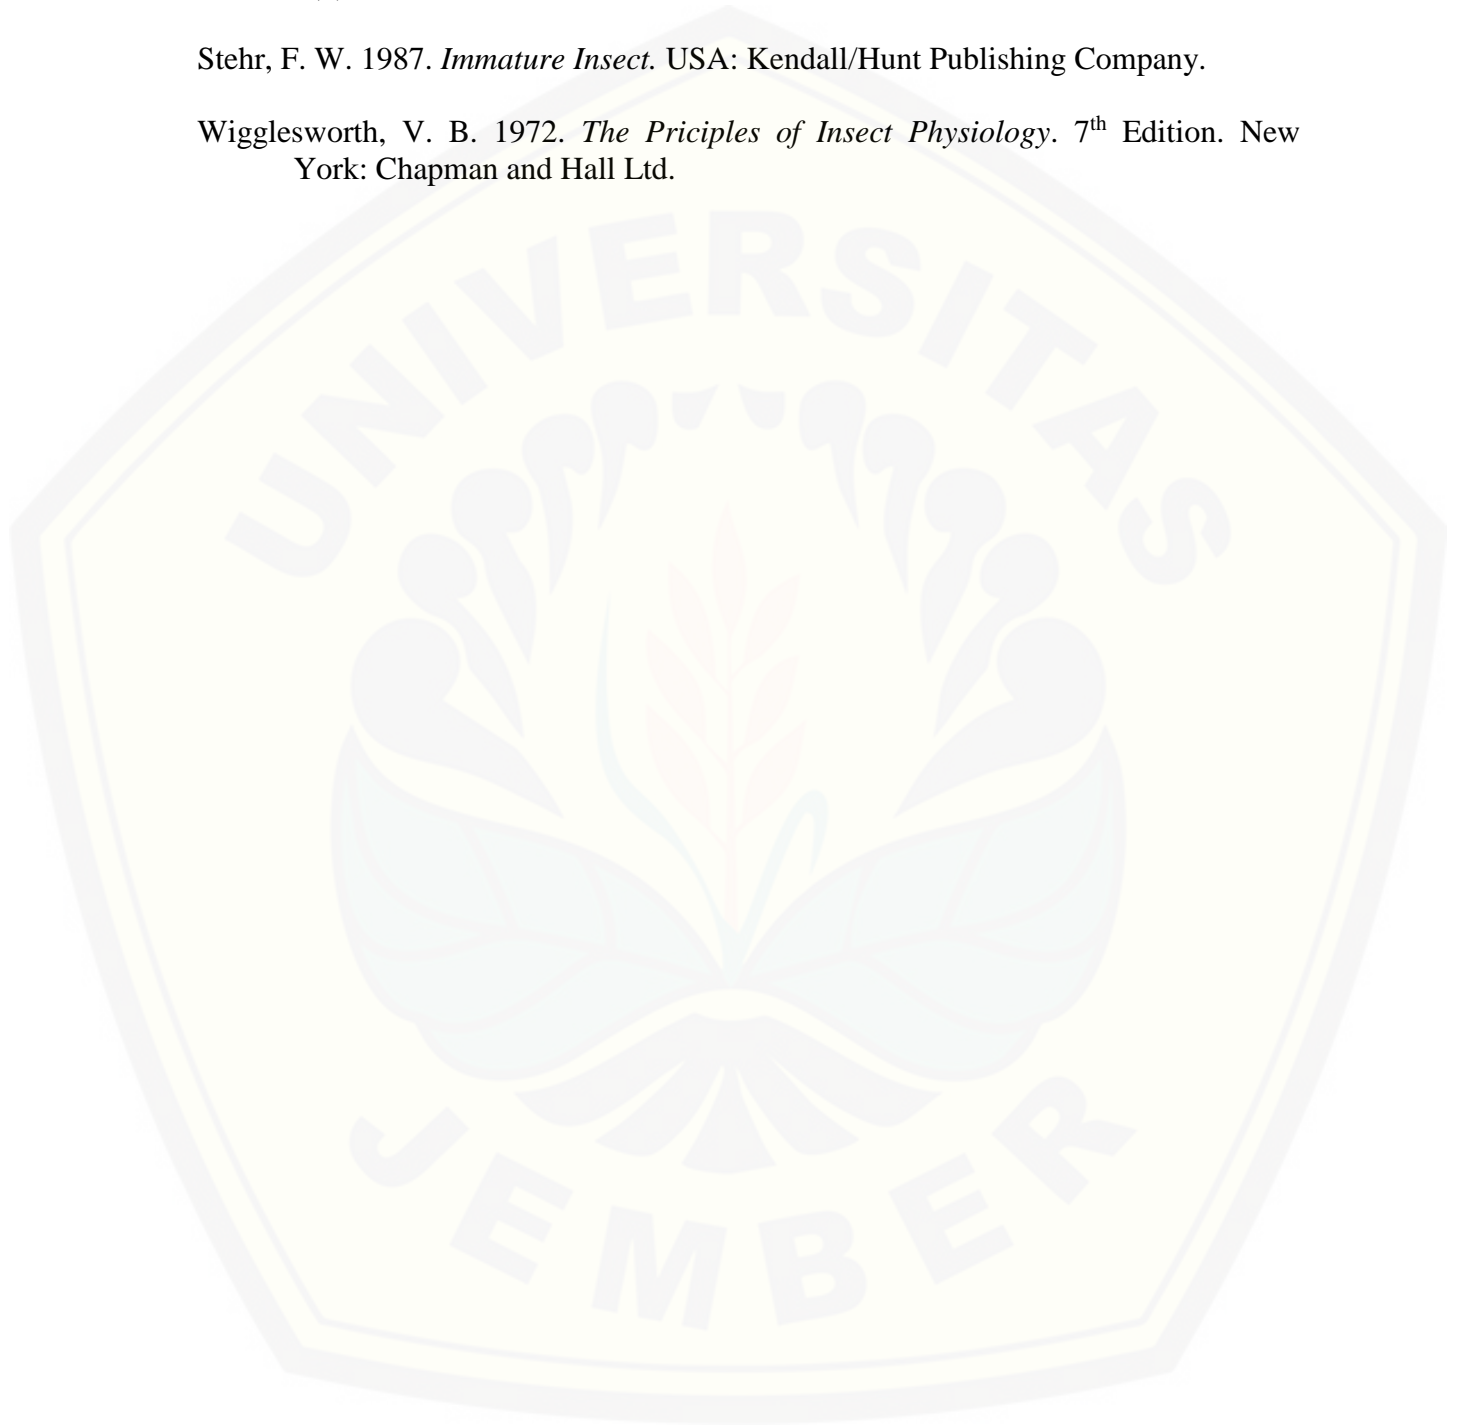 Stehr, F. W. 1987. Immature Insect. USA: Kendall/Hunt Publishing Company.
Wigglesworth, V. B. 1972. The Priciples of Insect Physiology. 7th Edition. New
York: Chapman and Hall Ltd.
UNIVERSITAS
JEMBER